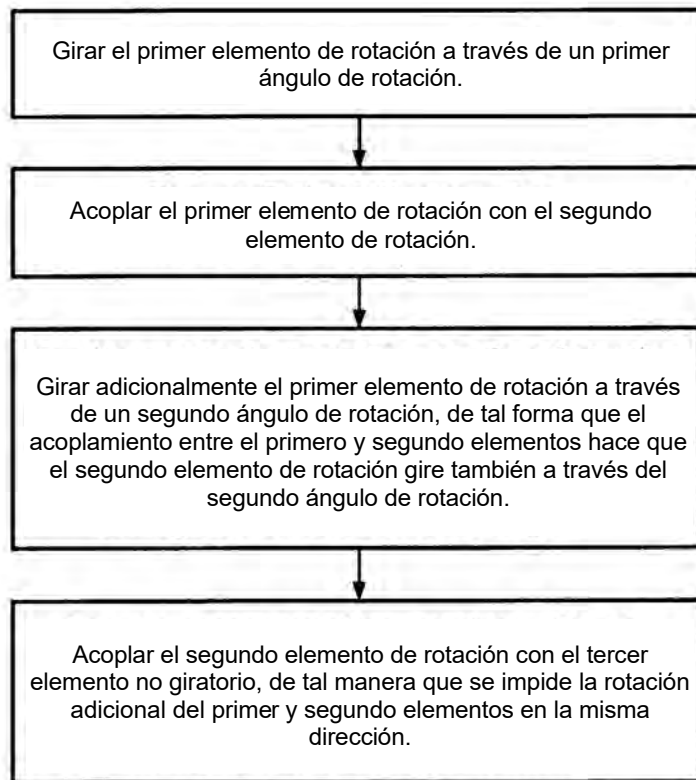 Girar el primer elemento de rotación a través de un primer
ángulo de rotación.
Acoplar el primer elemento de rotación con el segundo
elemento de rotación.
Girar adicionalmente el primer elemento de rotación a través
de un segundo ángulo de rotación, de tal forma que el
acoplamiento entre el primero y segundo elementos hace que
el segundo elemento de rotación gire también a través del
segundo ángulo de rotación.
Acoplar el segundo elemento de rotación con el tercer
elemento no giratorio, de tal manera que se impide la rotación
adicional del primer y segundo elementos en la misma
dirección.